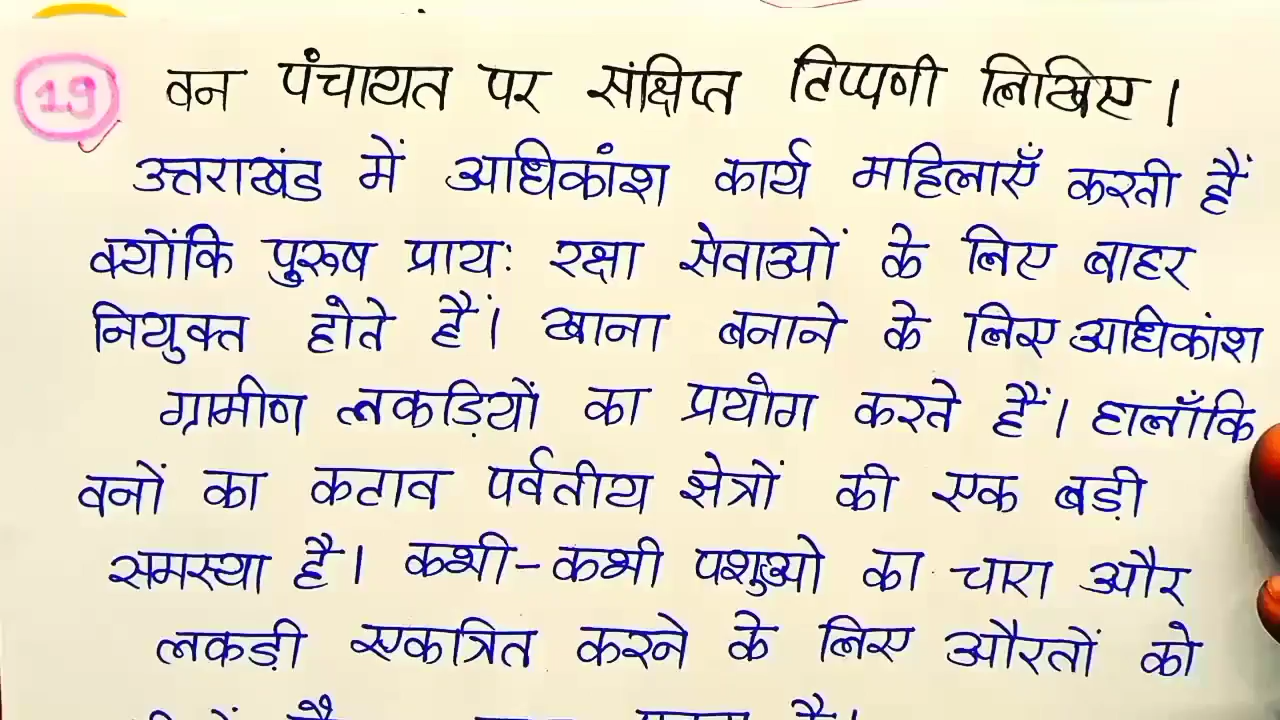 19 वन पंचायत पर संक्षिप्त टिप्पणी लिखिए।
उत्तराखंड में अधिकांश कार्य महिलाएँ करती हैं
क्योंकि पुरुष प्रायः रक्षा सेवाओं के लिए बाहर
नियुक्त होते हैं। खाना बनाने के लिए अधिकांश
ग्रामीण लकड़ियों का प्रयोग करते हैं। हालाँकि
वनों का कटाव पर्वतीय क्षेत्रों की एक बड़ी
समस्या है। कभी-कभी पशुओ का चारा और
लकड़ी एकत्रित करने के लिए औरतों को
है।